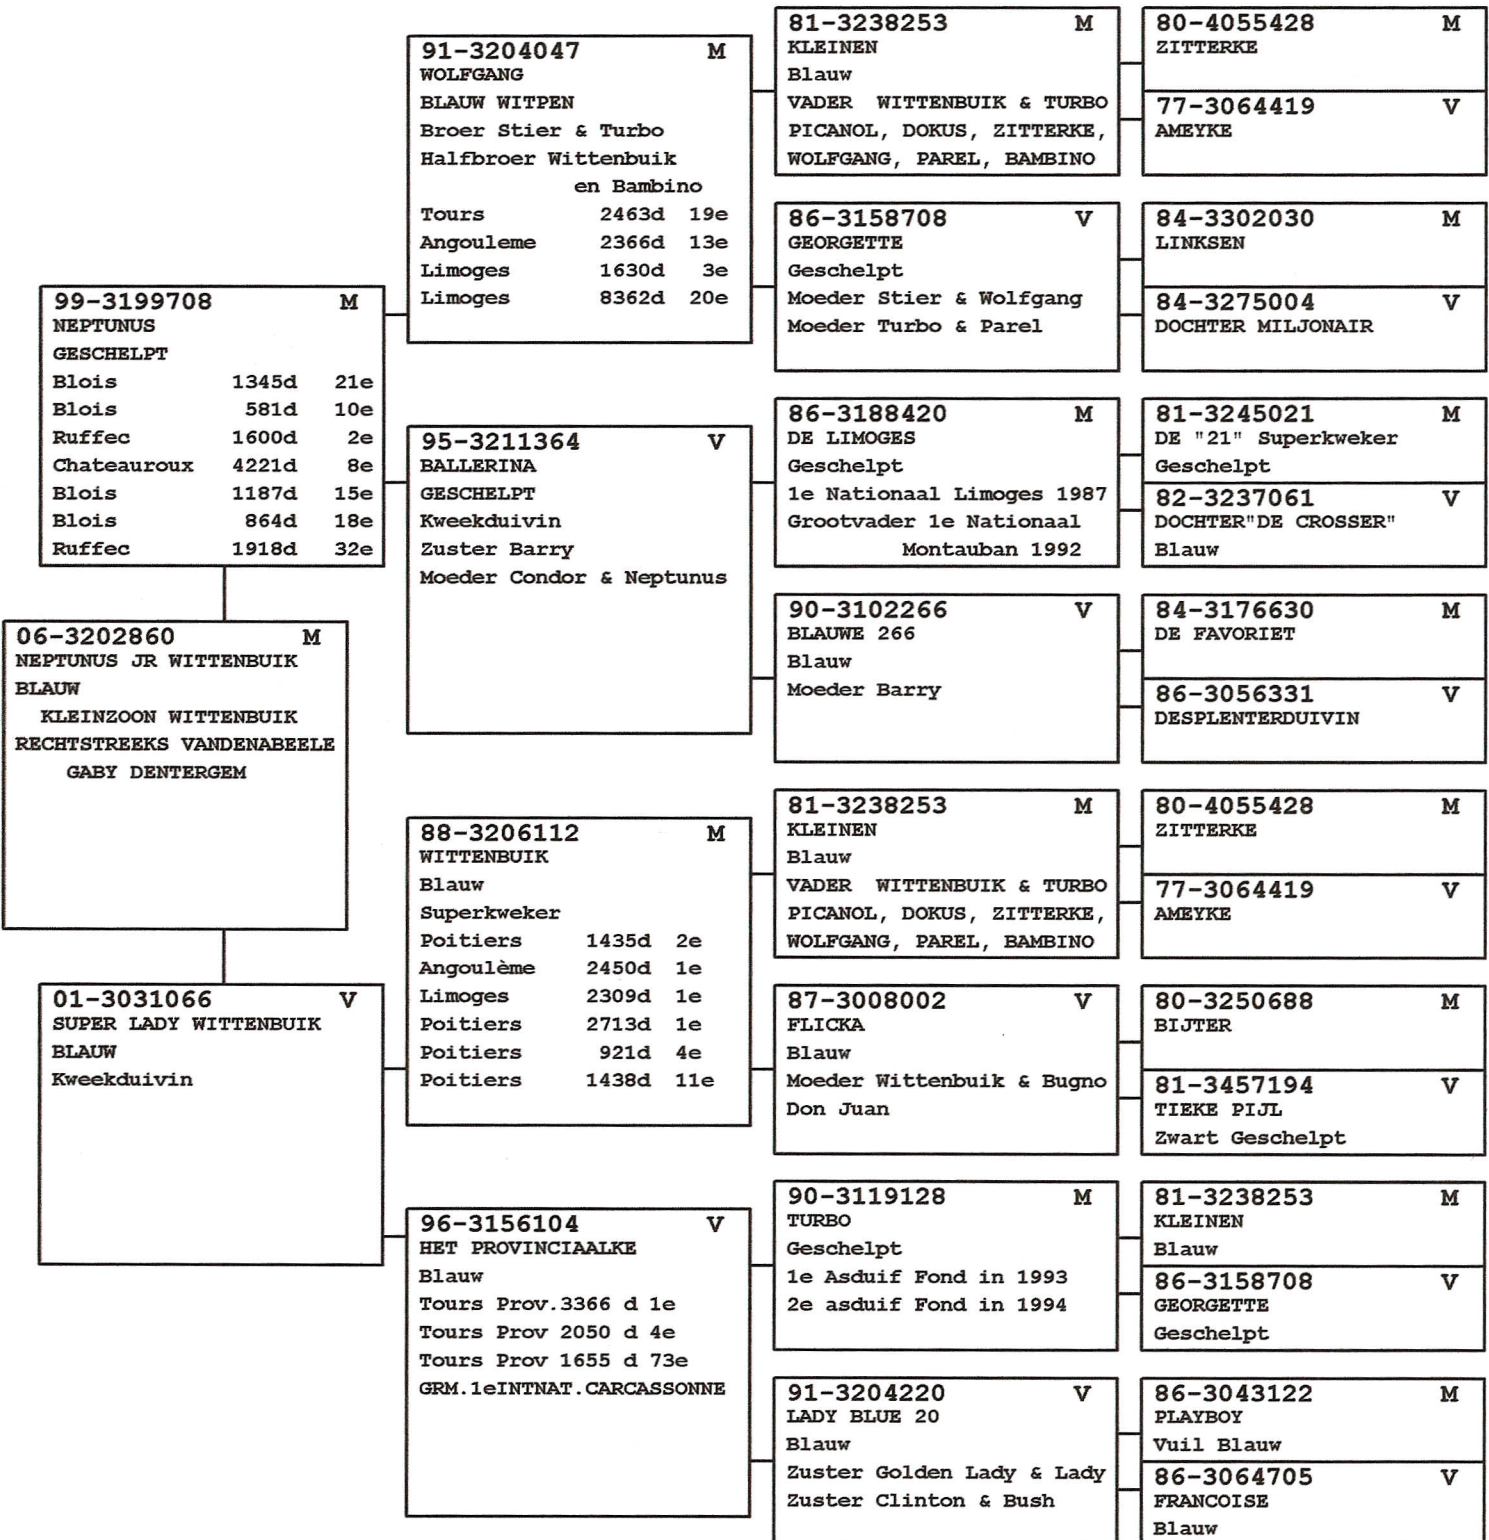 06-3202860 M
NEPTUNUS JR WITTENBUIK
BLAUW
KLEINZOON WITTENBUIK
RECHTSTREEKS VANDENABEELE
GABY DENTERGEM
99-3199708 M
NEPTUNUS
GESCHELPT
Blois 1345d 21e
Blois 581d 10e
Ruffec 1600d 2e
Chateauroux 4221d 8e
Blois 1187d 15e
Blois 864d 18e
Ruffec 1918d 32e
01-3031066 V
SUPER LADY WITTENBUIK
BLAUW
Kweekduivin
91-3204047 M
WOLFGANG
BLAUW WITPEN
Broer Stier & Turbo
Halfbroer Wittenbuik
en Bambino
Tours 2463d 19e
Angouleme 2366d 13e
Limoges 1630d 3e
Limoges 8362d 20e
95-3211364 V
BALLERINA
GESCHELPT
Kweekduivin
Zuster Barry
Moeder Condor & Neptunus
88-3206112 M
WITTENBUIK
Blauw
Superkweker
Poitiers 1435d 2e
Angoulème 2450d 1e
Limoges 2309d 1e
Poitiers 2713d 1e
Poitiers 921d 4e
Poitiers 1438d 11e
96-3156104 V
HET PROVINCIAALKE
Blauw
Tours Prov.3366 d 1e
Tours Prov 2050 d 4e
Tours Prov 1655 d 73e
GRM.1eINTNAT.CARCASSONNE
81-3238253 M
KLEINEN
Blauw
VADER WITTENBUIK & TURBO
PICANOL, DOKUS, ZITTERKE,
WOLFGANG, PAREL, BAMBINO
86-3158708 V
GEORGETTE
Geschelpt
Moeder Stier & Wolfgang
Moeder Turbo & Parel
86-3188420 M
DE LIMOGES
Geschelpt
1e Nationaal Limoges 1987
Grootvader 1e Nationaal
Montauban 1992
90-3102266 V
BLAUWE 266
Blauw
Moeder Barry
81-3238253 M
KLEINEN
Blauw
VADER WITTENBUIK & TURBO
PICANOL, DOKUS, ZITTERKE,
WOLFGANG, PAREL, BAMBINO
87-3008002 V
FLICKA
Blauw
Moeder Wittenbuik & Bugno
Don Juan
90-3119128 M
TURBO
Geschelpt
1e Asduif Fond in 1993
2e asduif Fond in 1994
91-3204220 V
LADY BLUE 20
Blauw
Zuster Golden Lady & Lady
Zuster Clinton & Bush
80-4055428 M
ZITTERKE
77-3064419 V
AMEYKE
84-3302030 M
LINKSEN
84-3275004 V
DOCHTER MILJONAIR
81-3245021 M
DE "21" Superkweker
Geschelpt
82-3237061 V
DOCHTER"DE CROSSER"
Blauw
84-3176630 M
DE FAVORIET
86-3056331 V
DESPLENTERDUIVIN
80-4055428 M
ZITTERKE
77-3064419 V
AMEYKE
80-3250688 M
BIJTER
81-3457194 V
TIEKE PIJL
Zwart Geschelpt
81-3238253 M
KLEINEN
Blauw
86-3158708 V
GEORGETTE
Geschelpt
86-3043122 M
PLAYBOY
Vuil Blauw
86-3064705 V
FRANCOISE
Blauw